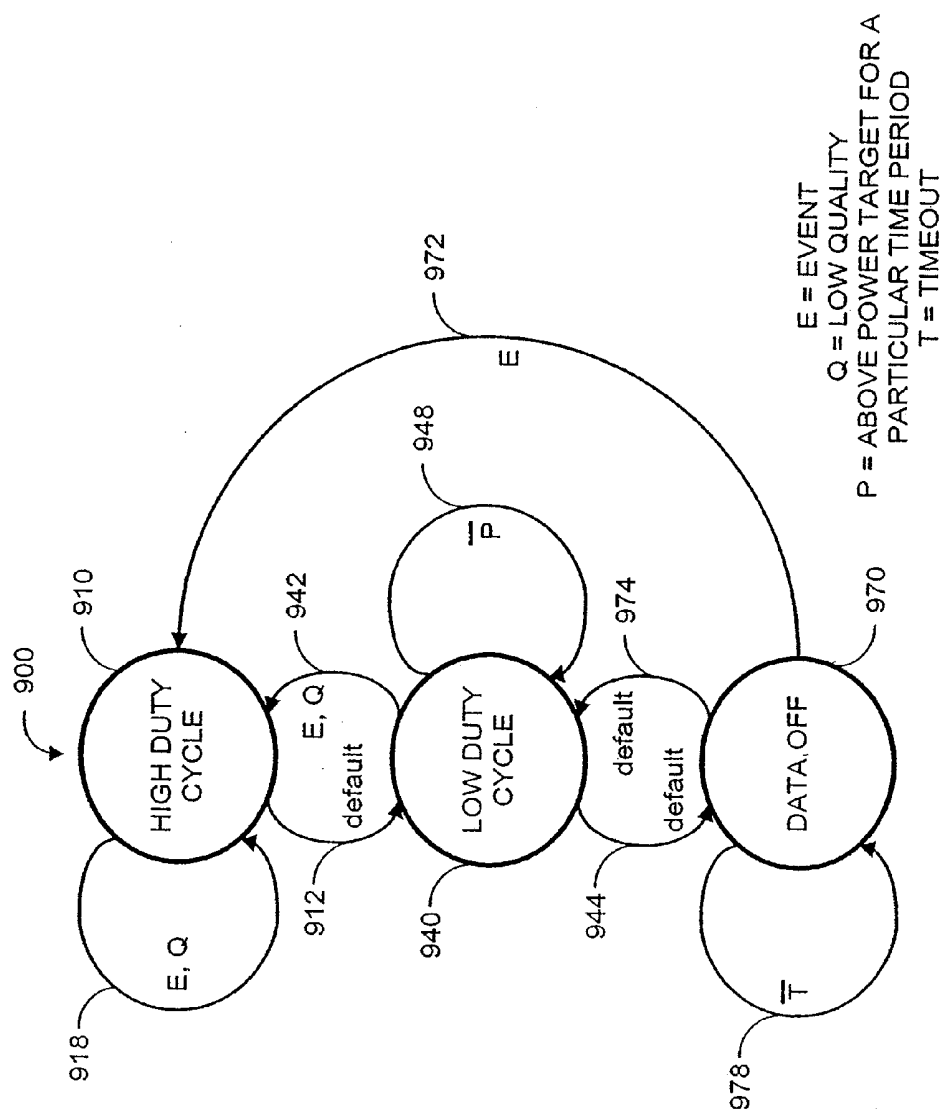 900
910
HIGH DUTY
CYCLE
918
E, Q
912
default
E, Q
942
940
LOW DUTY
CYCLE
P̅
948
944
default
default
974
970
DATA, OFF
978
T̅
E
972
E = EVENT
Q = LOW QUALITY
P = ABOVE POWER TARGET FOR A
PARTICULAR TIME PERIOD
T = TIMEOUT